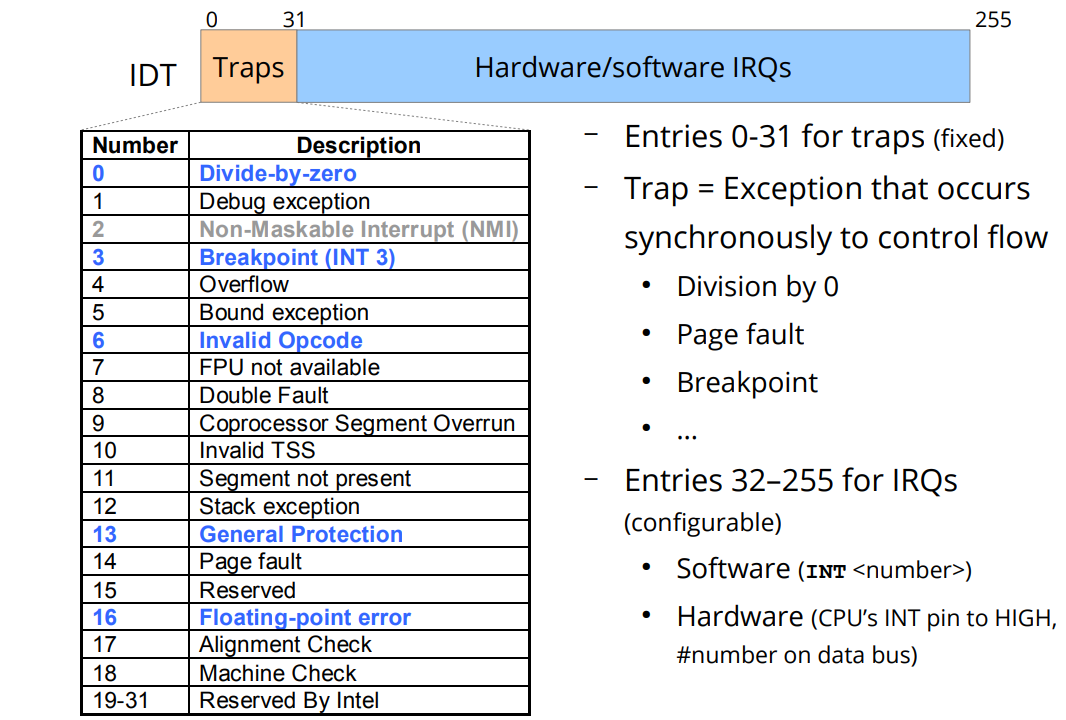 0 31 255
IDT Traps Hardware/software IRQs
Number Description
0 Divide-by-zero
1 Debug exception
2 Non-Maskable Interrupt (NMI)
3 Breakpoint (INT 3)
4 Overflow
5 Bound exception
6 Invalid Opcode
7 FPU not available
8 Double Fault
9 Coprocessor Segment Overrun
10 Invalid TSS
11 Segment not present
12 Stack exception
13 General Protection
14 Page fault
15 Reserved
16 Floating-point error
17 Alignment Check
18 Machine Check
19-31 Reserved By Intel
– Entries 0-31 for traps (fixed)
– Trap = Exception that occurs
synchronously to control flow
• Division by 0
• Page fault
• Breakpoint
• ...
– Entries 32–255 for IRQs
(configurable)
• Software (INT <number>)
• Hardware (CPU’s INT pin to HIGH,
#number on data bus)